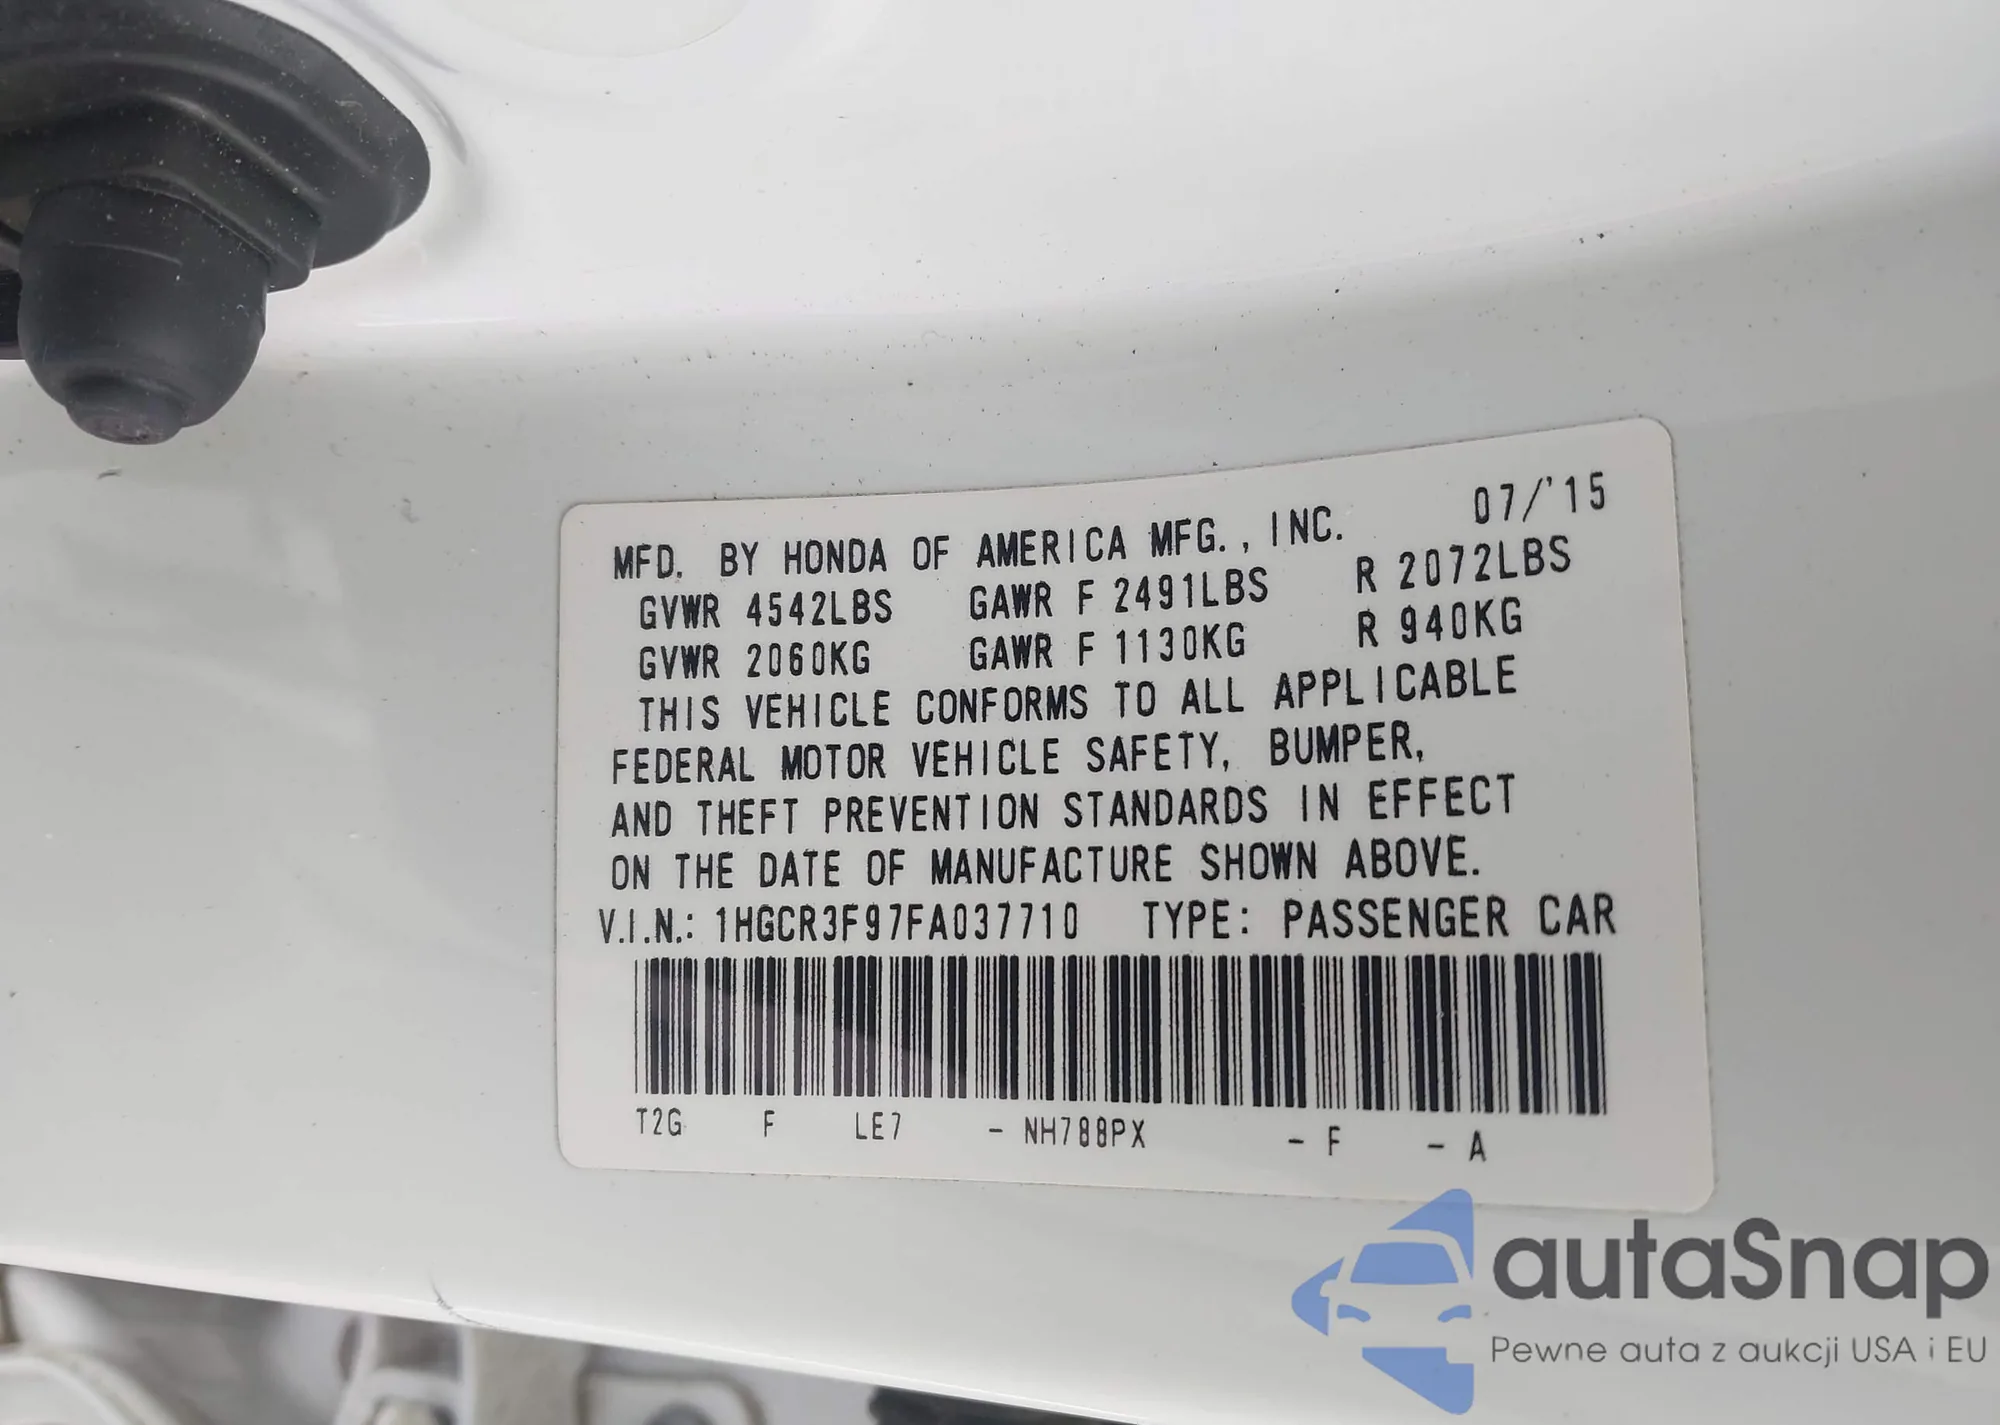 07/'15
MFD. BY HONDA OF AMERICA MFG., INC.
GVWR 4542LBS GAWR F 2491LBS R 2072LBS
GVWR 2060KG GAWR F 1130KG R 940KG
THIS VEHICLE CONFORMS TO ALL APPLICABLE
FEDERAL MOTOR VEHICLE SAFETY, BUMPER,
AND THEFT PREVENTION STANDARDS IN EFFECT
ON THE DATE OF MANUFACTURE SHOWN ABOVE.
V.I.N.: 1HGCR3F97FA037710 TYPE: PASSENGER CAR
T2G F LE7 - NH788PX - F - A
autaSnap
Pewne auta z aukcji USA i EU